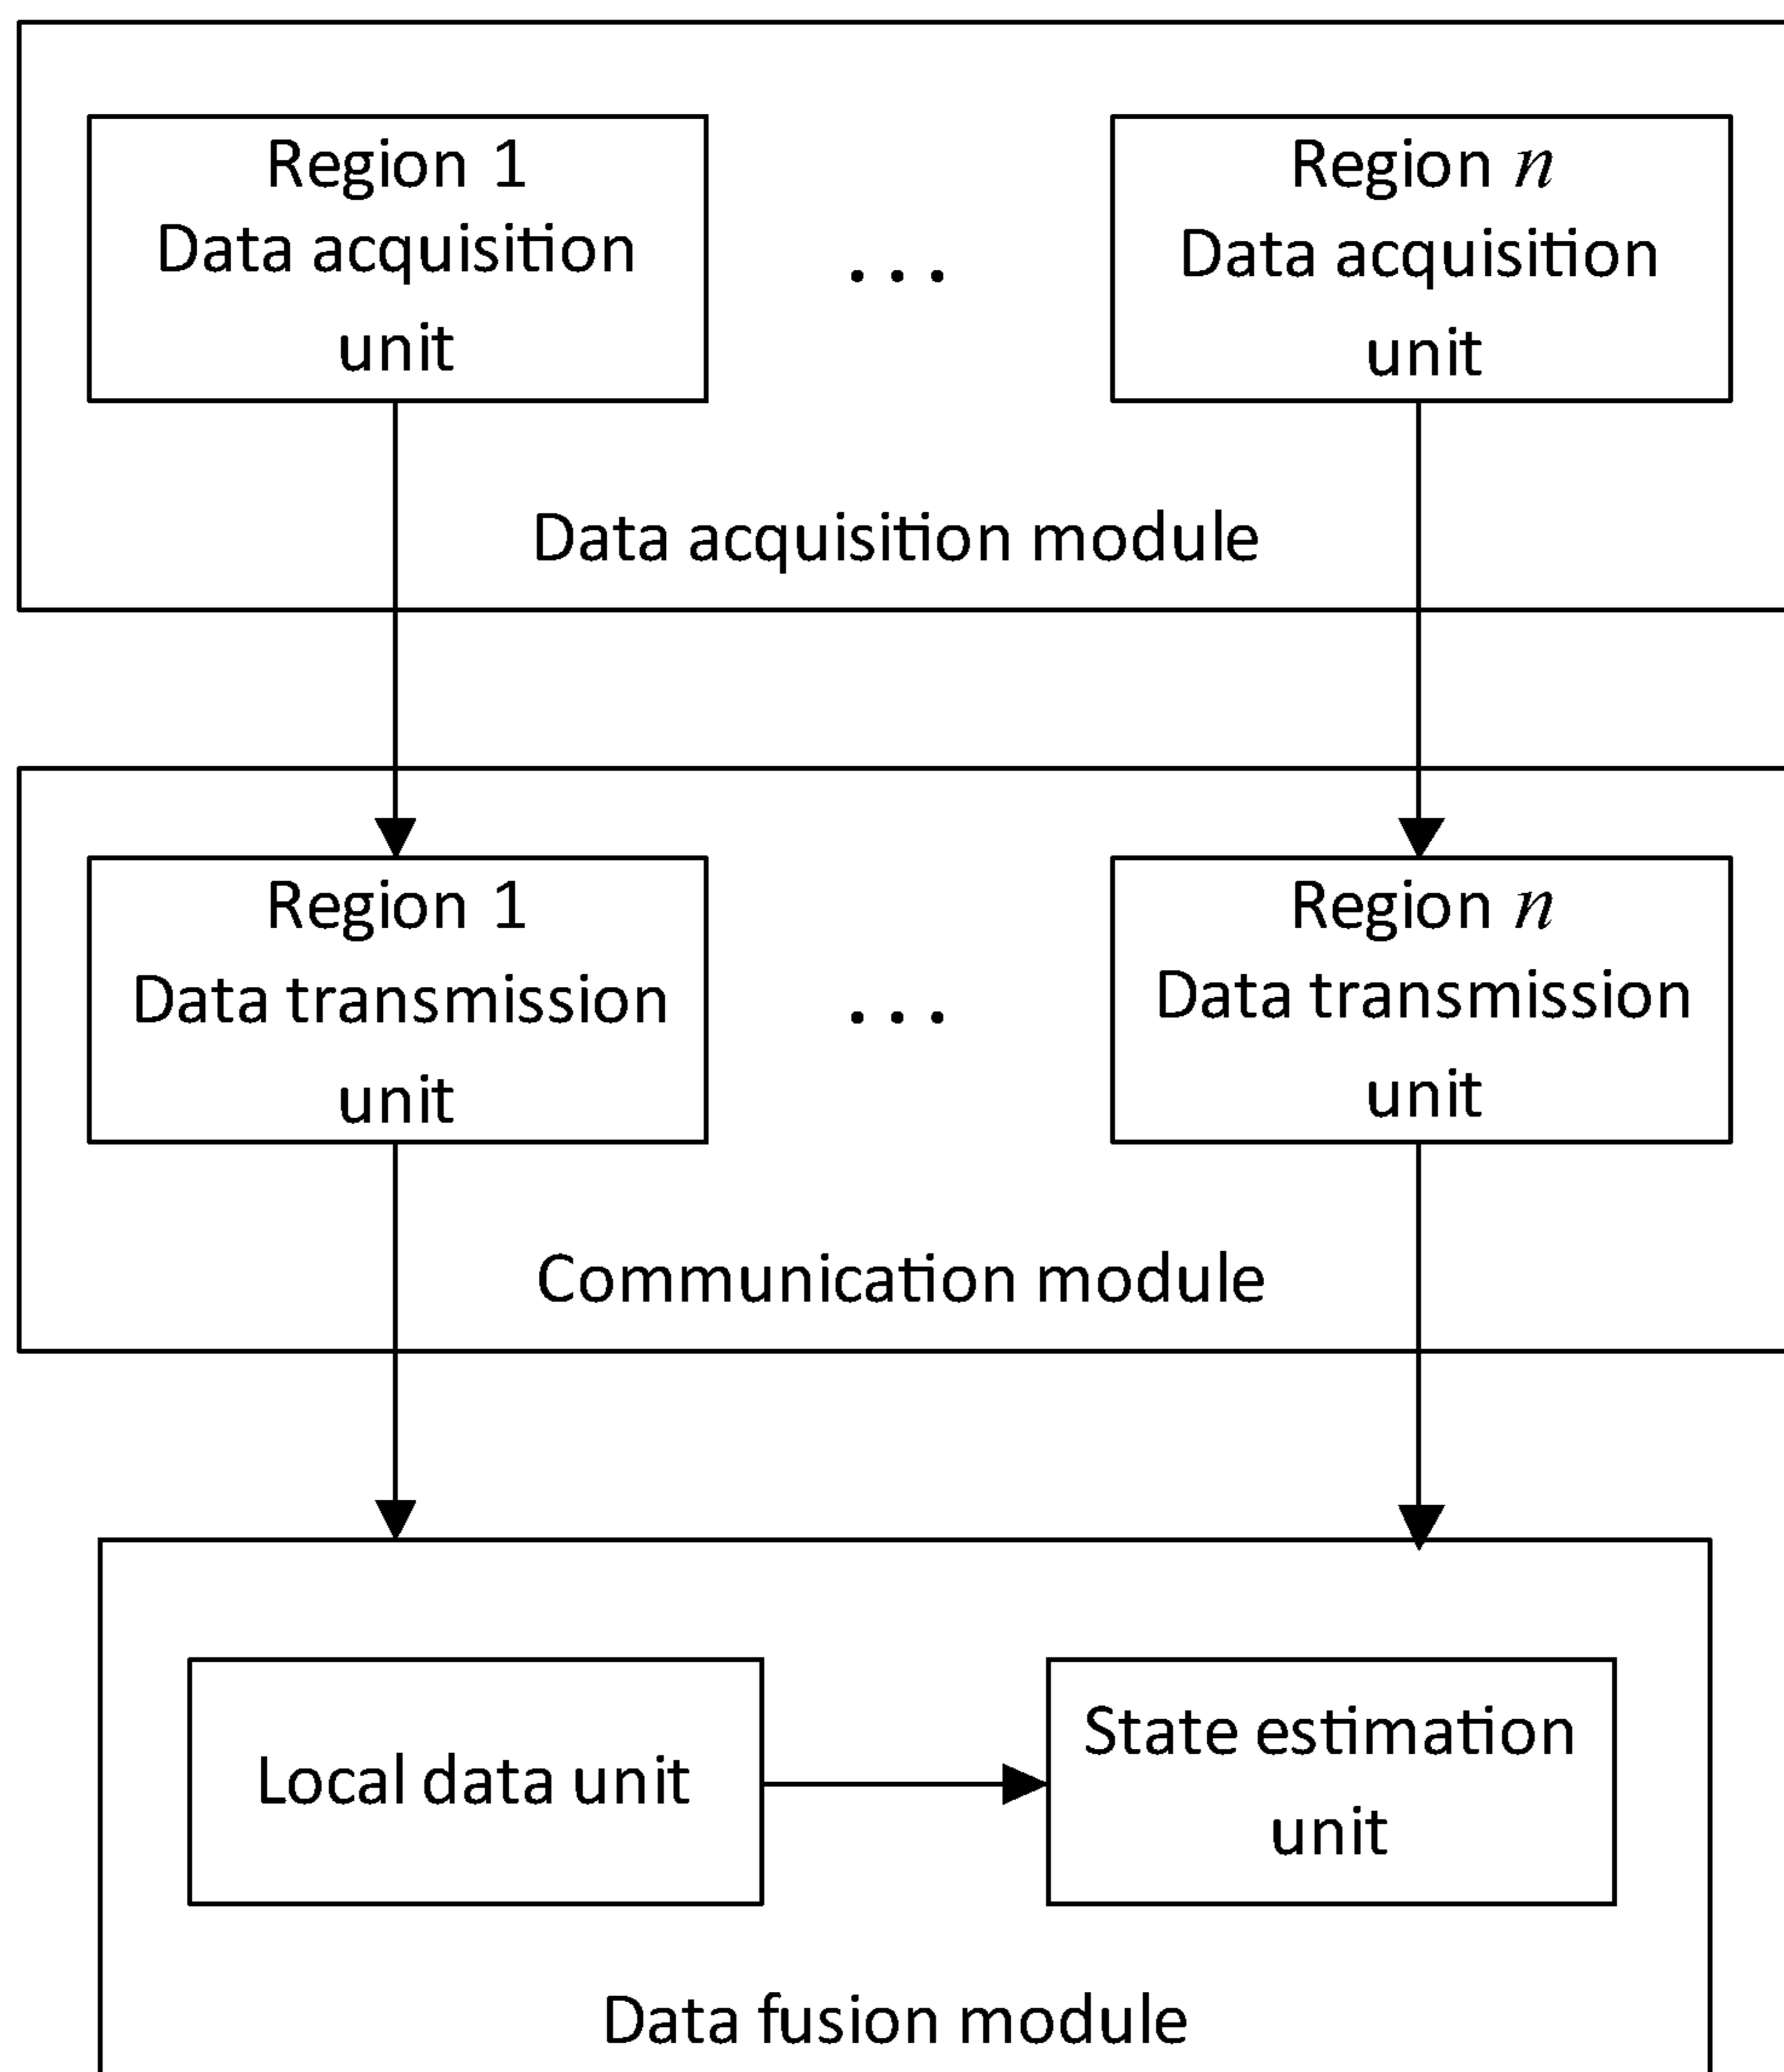 Region 1
Data acquisition
unit
...
Region n
Data acquisition
unit
Data acquisition module
Region 1
Data transmission
unit
...
Region n
Data transmission
unit
Communication module
Local data unit
State estimation
unit
Data fusion module